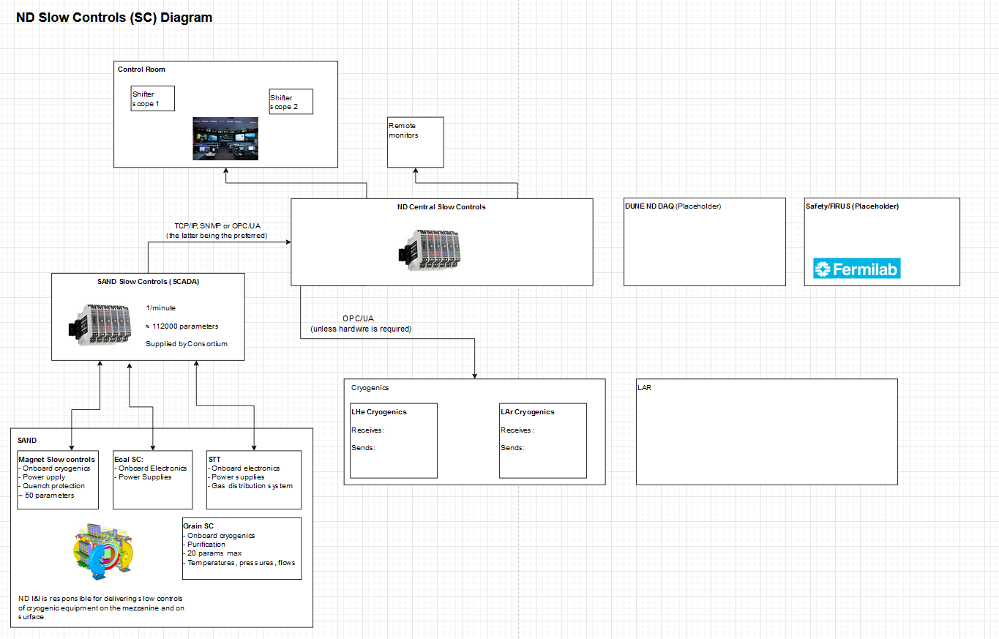 ND Slow Controls (SC) Diagram
Control Room
Shifter
scope 1
Shifter
scope 2
Remote
monitors
ND Central Slow Controls
DUNE ND DAQ (Placeholder)
Safety/FIRUS (Placeholder)
Fermilab
TCP/IP, SNMP or OPC/UA
(the latter being the preferred)
SAND Slow Controls (SCADA)
1/minute
≈ 112000 parameters
Supplied by Consortium
OPC/UA
(unless hardwire is required)
Cryogenics
LHe Cryogenics
Receives:
Sends:
LAr Cryogenics
Receives:
Sends:
LAR
SAND
Magnet Slow controls
- Onboard cryogenics
- Power upply
- Quench protection
~ 50 parameters
Ecal SC:
- Onboard Electronics
- Power Supplies
STT
- Onboard electronics
- Power supplies
- Gas distribution system
Grain SC
- Onboard cryogenics
- Purification
- 20 params max
- Temperatures, pressures, flows
ND I&I is responsible for delivering slow controls
of cryogenic equipment on the mezzanine and on
surface.